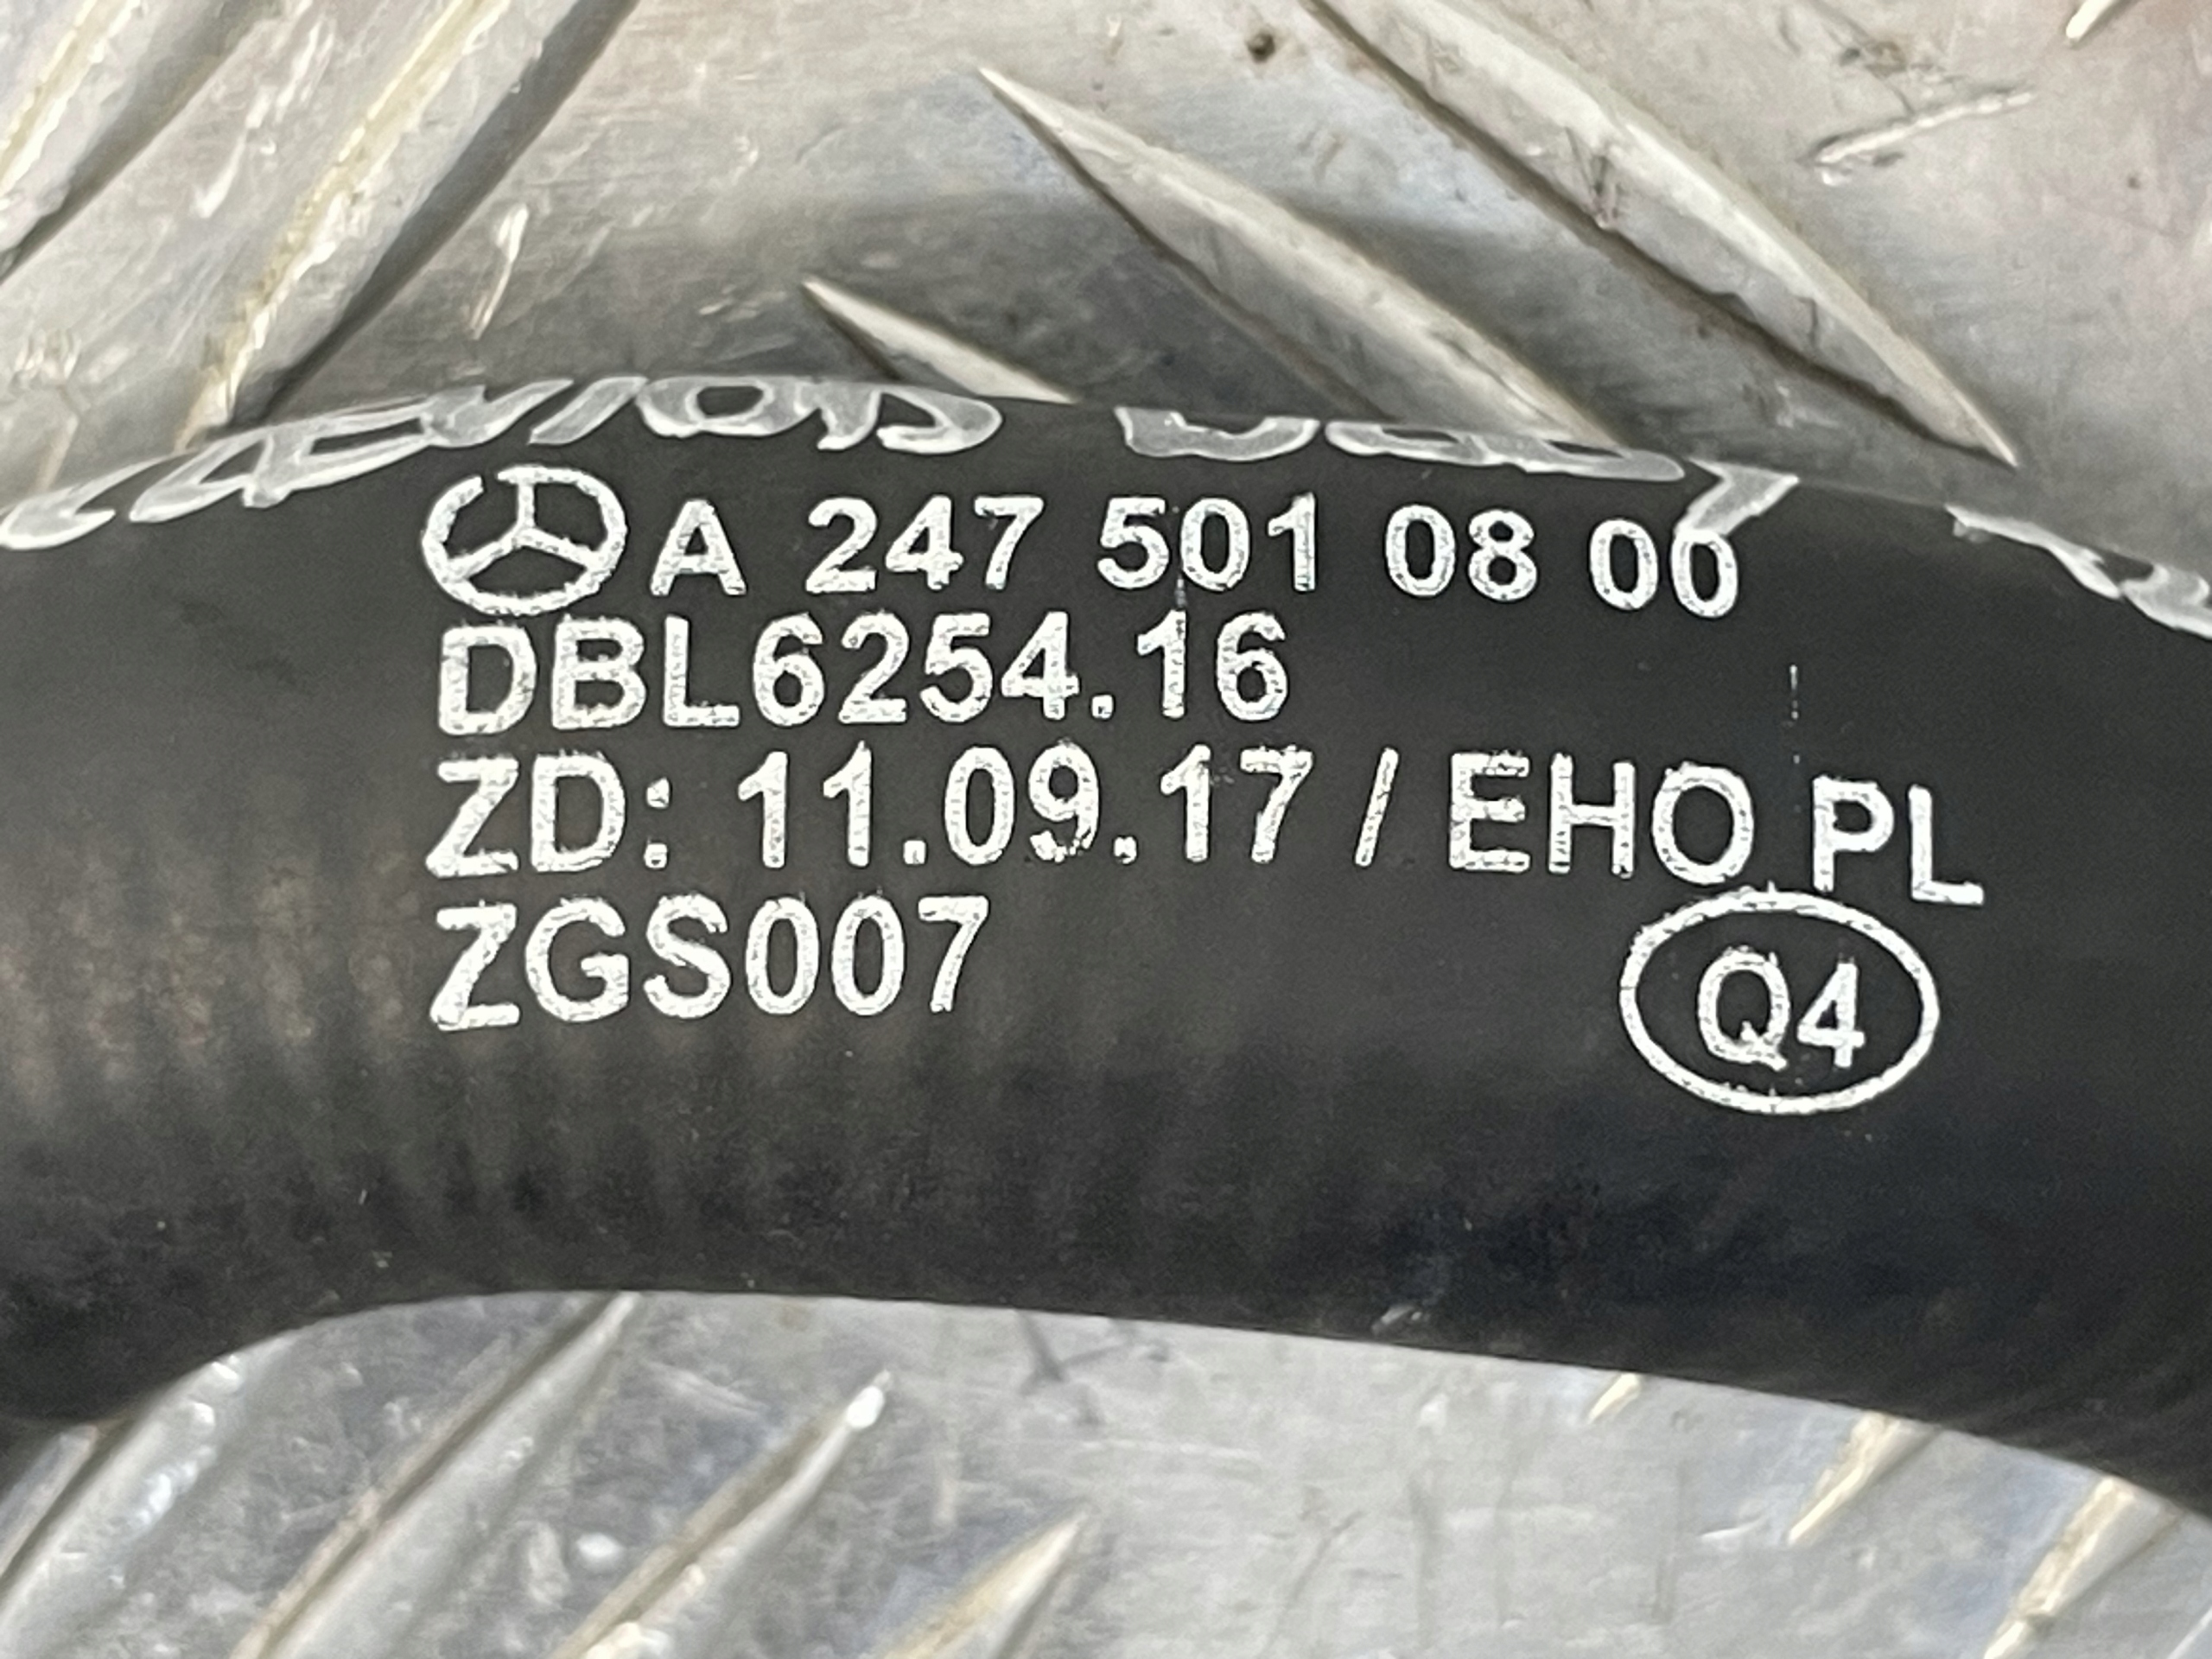 A 247 501 08 00
DBL6254.16
ZD: 11.09.17 / EHO PL
ZGS007
Q4